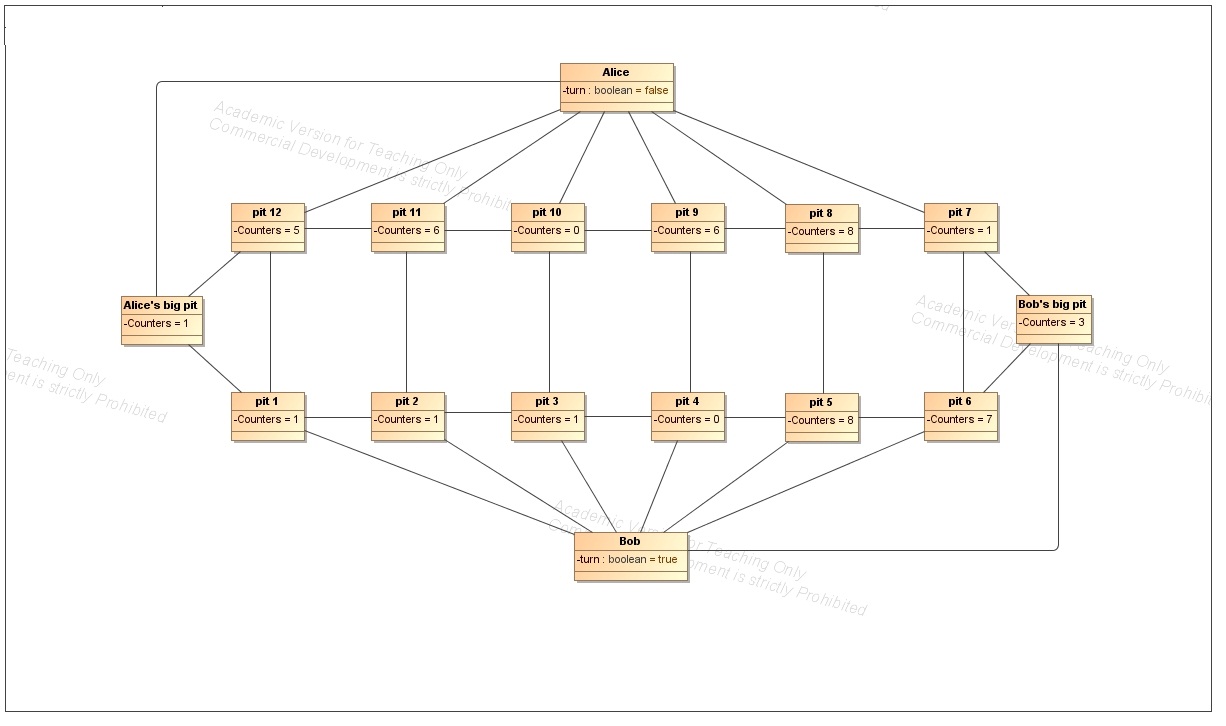 Alice
-turn : boolean = false
Academic Version for Teaching Only
Commercial Development is strictly Prohibit
pit 12
-Counters = 5
pit 11
-Counters = 6
pit 10
-Counters = 0
pit 9
-Counters = 6
pit 8
-Counters = 8
pit 7
-Counters = 1
Alice's big pit
-Counters = 1
Bob's big pit
-Counters = 3
Academic Version for Teaching Only
Commercial Development is strictly Prohibi
Teaching Only
ent is strictly Prohibited
pit 1
-Counters = 1
pit 2
-Counters = 1
pit 3
-Counters = 1
pit 4
-Counters = 0
pit 5
-Counters = 8
pit 6
-Counters = 7
Academic Version for Teaching Only
Bob
-turn : boolean = true
pment is strictly Prohibited